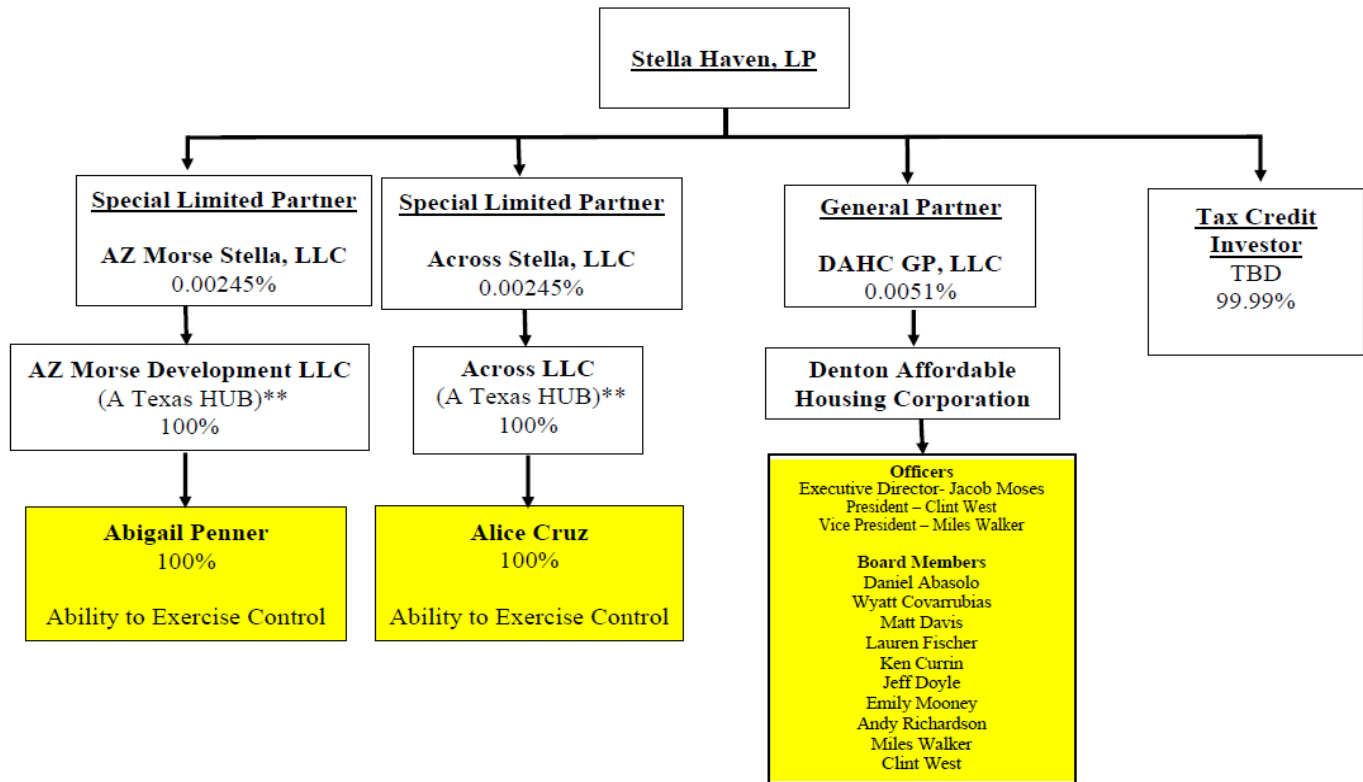 Stella Haven, LP
Special Limited Partner
AZ Morse Stella, LLC
0.00245%
AZ Morse Development LLC
(A Texas HUB)**
100%
Abigail Penner
100%
Ability to Exercise Control
Special Limited Partner
Across Stella, LLC
0.00245%
Across LLC
(A Texas HUB)**
100%
Alice Cruz
100%
Ability to Exercise Control
General Partner
DAHC GP, LLC
0.0051%
Denton Affordable
Housing Corporation
Officers
Executive Director- Jacob Moses
President – Clint West
Vice President – Miles Walker
Board Members
Daniel Abasolo
Wyatt Covarrubias
Matt Davis
Lauren Fischer
Ken Currin
Jeff Doyle
Emily Mooney
Andy Richardson
Miles Walker
Clint West
Tax Credit
Investor
TBD
99.99%